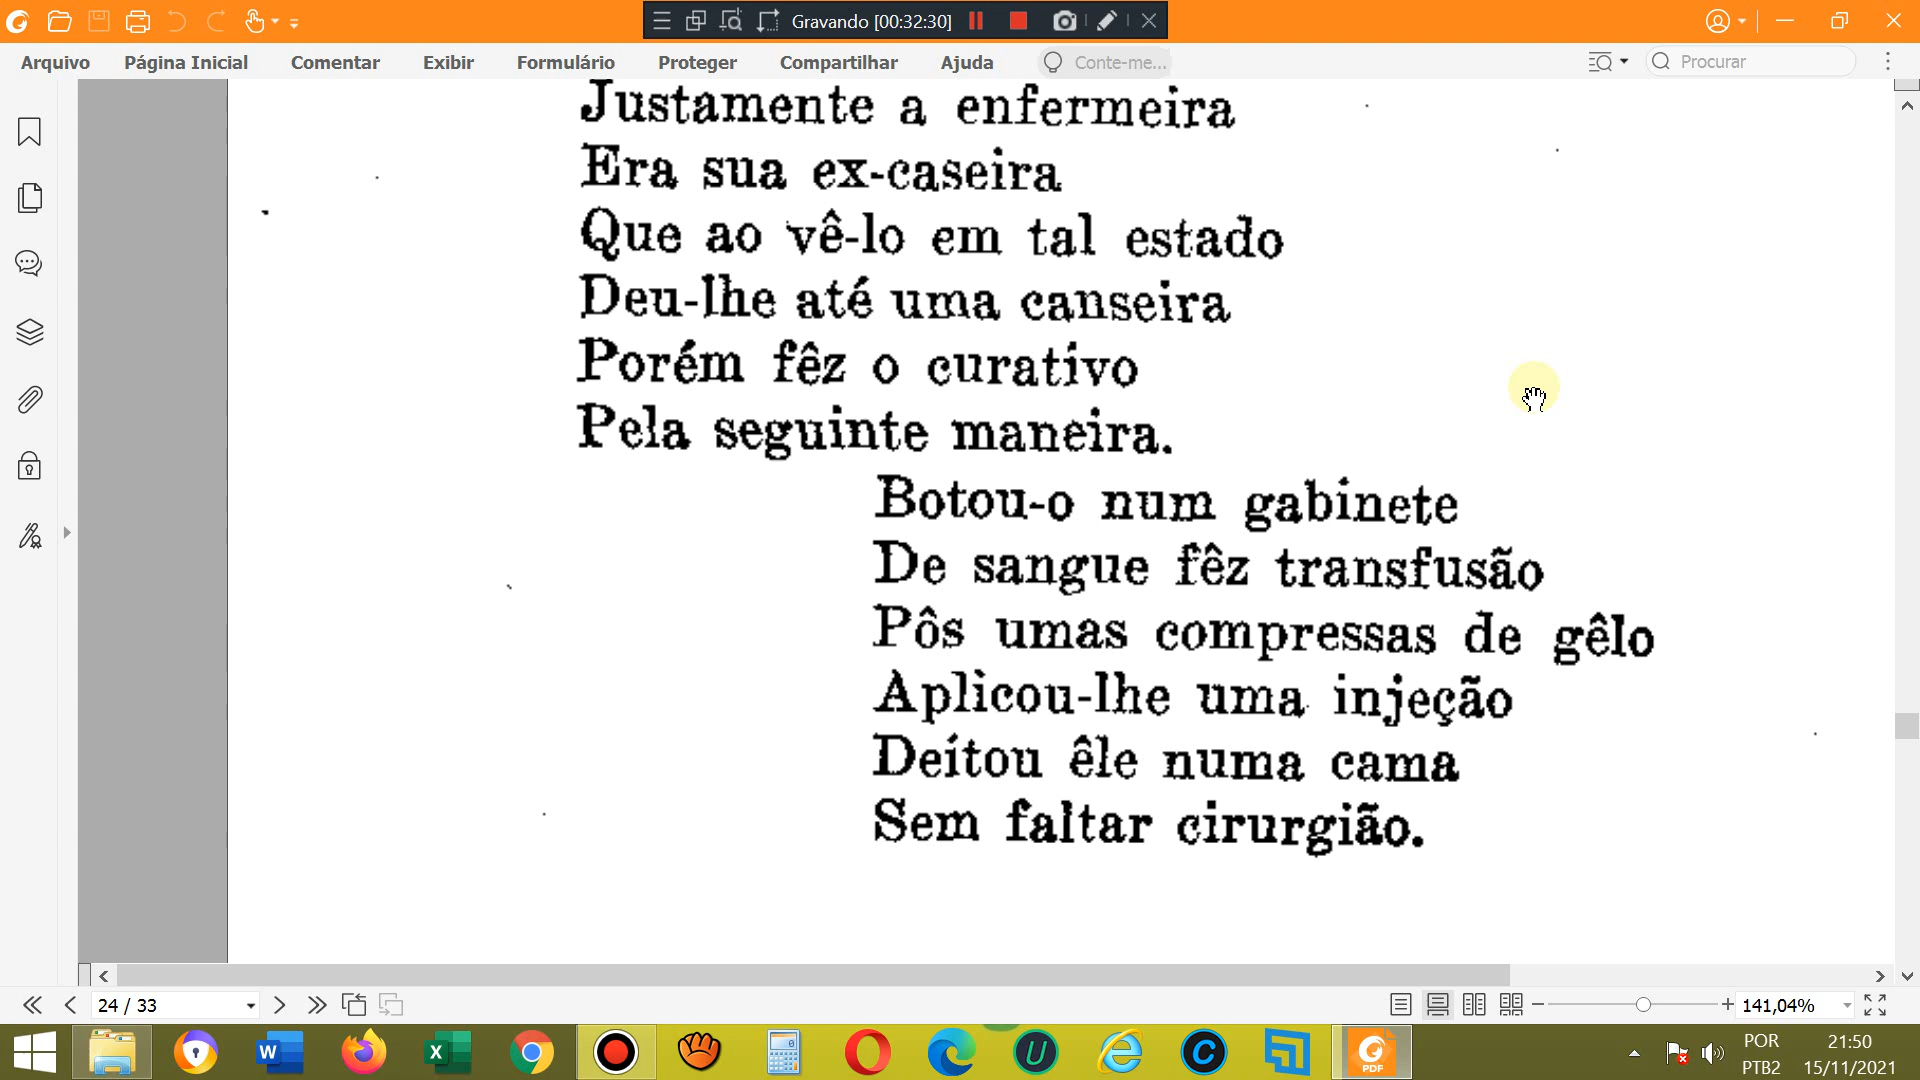 Gravando [00:32:30]
Arquivo Página Inicial Comentar Exibir Formulário Proteger Compartilhar Ajuda Conte-me... Procurar
Justamente a enfermeira
Era sua ex-caseira
Que ao vê-lo em tal estado
Deu-lhe até uma canseira
Porém fêz o curativo
Pela seguinte maneira.
Botou-o num gabinete
De sangue fêz transfusão
Pôs umas compressas de gêlo
Aplicou-lhe uma injeção
Deitou êle numa cama
Sem faltar cirurgião.
24 / 33
141,04%
POR 21:50
PTB2 15/11/2021